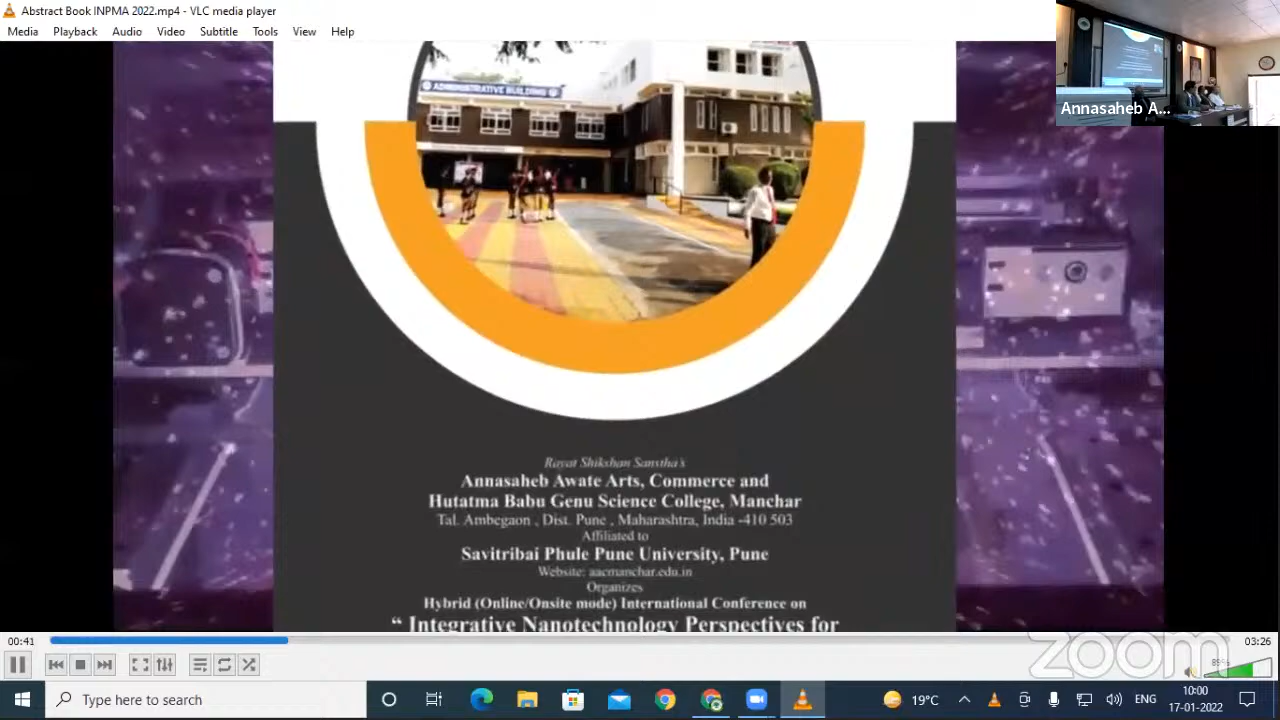 Abstract Book INPMA 2022.mp4 - VLC media player
Media Playback Audio Video Subtitle Tools View Help
Annasaheb A...
ADMINISTRATIVE BUILDING
Rayat Shikshan Sanstha's
Annasaheb Awate Arts, Commerce and
Hutatma Babu Genu Science College, Manchar
Tal. Ambegaon , Dist. Pune , Maharashtra, India -410 503
Affiliated to
Savitribai Phule Pune University, Pune
Website: aacmanchar.edu.in
Organizes
Hybrid (Online/Onsite mode) International Conference on
“ Integrative Nanotechnology Perspectives for
00:41
03:26
zoom
89%
Type here to search
19°C
ENG
10:00
17-01-2022